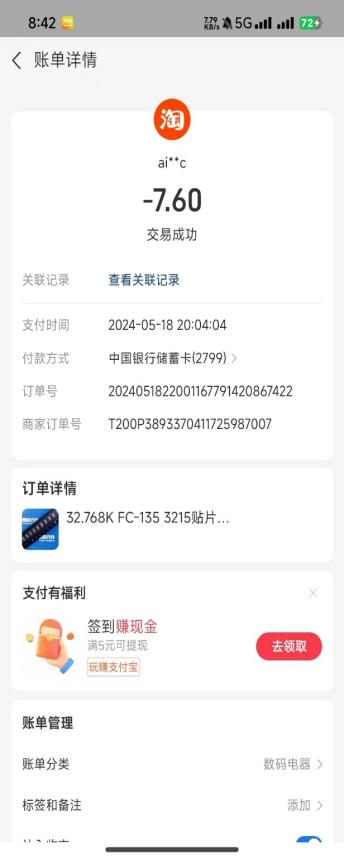 8:42
7.79 KB/s 5G 72
账单详情
淘
ai**c
-7.60
交易成功
关联记录 查看关联记录
支付时间 2024-05-18 20:04:04
付款方式 中国银行储蓄卡(2799)
订单号 2024051822001167791420867422
商家订单号 T200P3893370411725987007
订单详情
32.768K FC-135 3215贴片...
支付有福利
签到赚现金
满5元可提现
去领取
玩赚支付宝
账单管理
账单分类 数码电器
标签和备注 添加